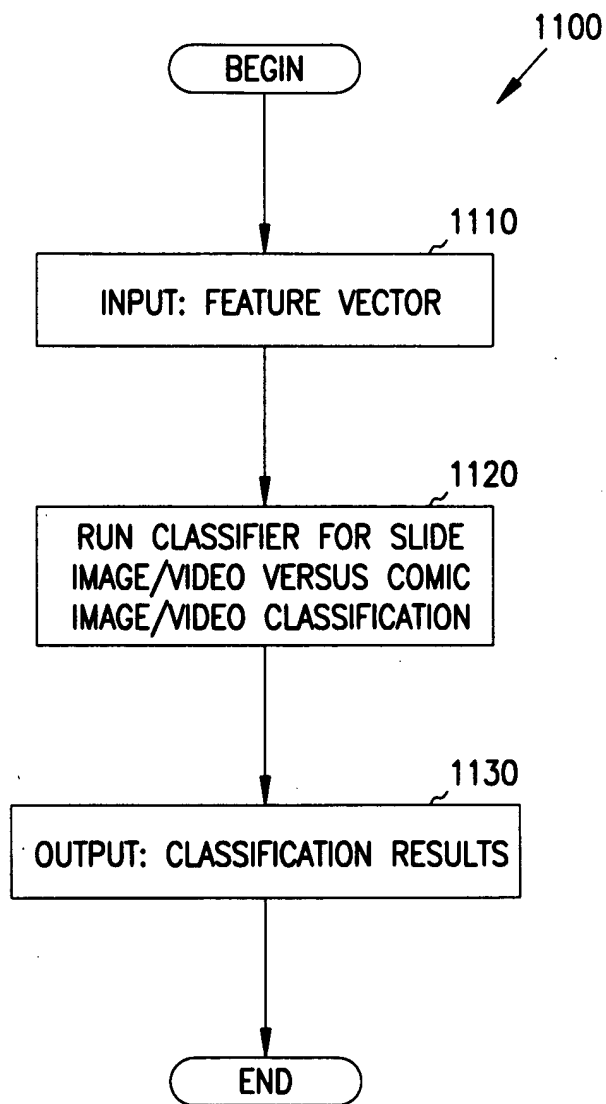 1100
BEGIN
1110
INPUT: FEATURE VECTOR
1120
RUN CLASSIFIER FOR SLIDE
IMAGE/VIDEO VERSUS COMIC
IMAGE/VIDEO CLASSIFICATION
1130
OUTPUT: CLASSIFICATION RESULTS
END